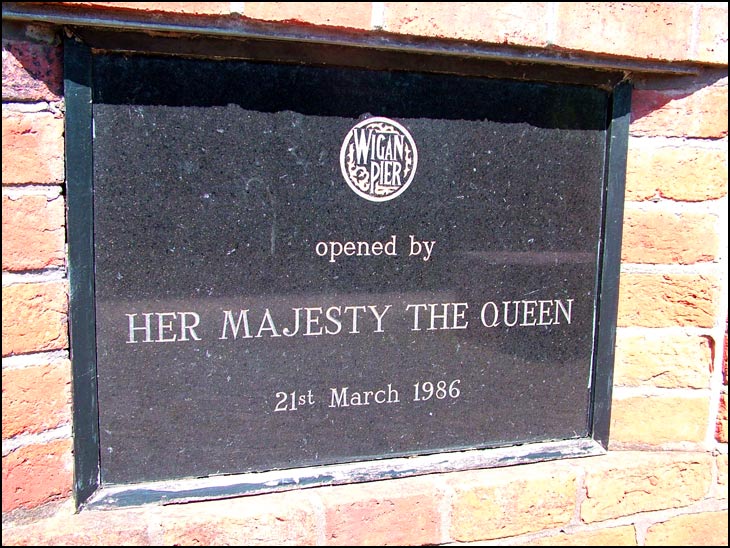 WIGAN
PIER
opened by
HER MAJESTY THE QUEEN
21st March 1986